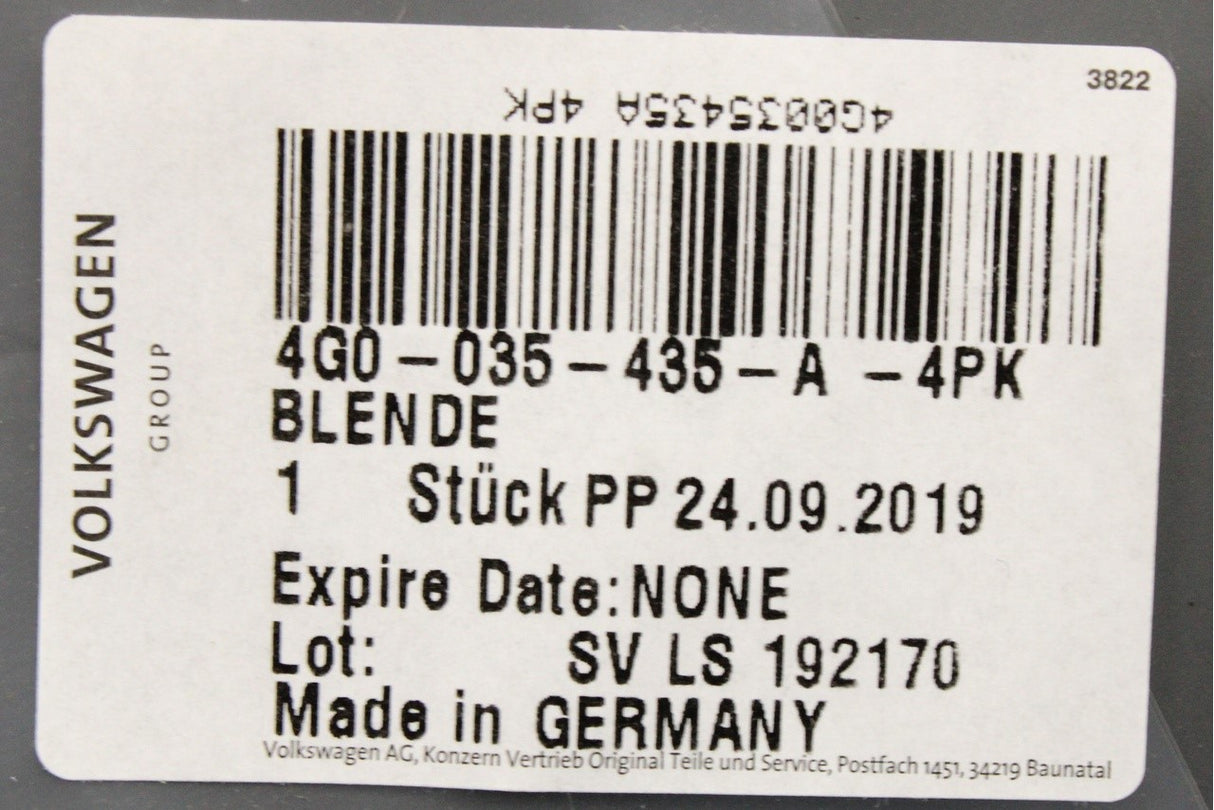 3822
4G0035435A 4PK
4G0-035-435-A -4PK
BLENDE
1 Stück PP 24.09.2019
Expire Date:NONE
Lot: SV LS 192170
Made in GERMANY
Volkswagen AG, Konzern Vertrieb Original Teile und Service, Postfach 1451, 34219 Baunatal
VOLKSWAGEN
GROUP